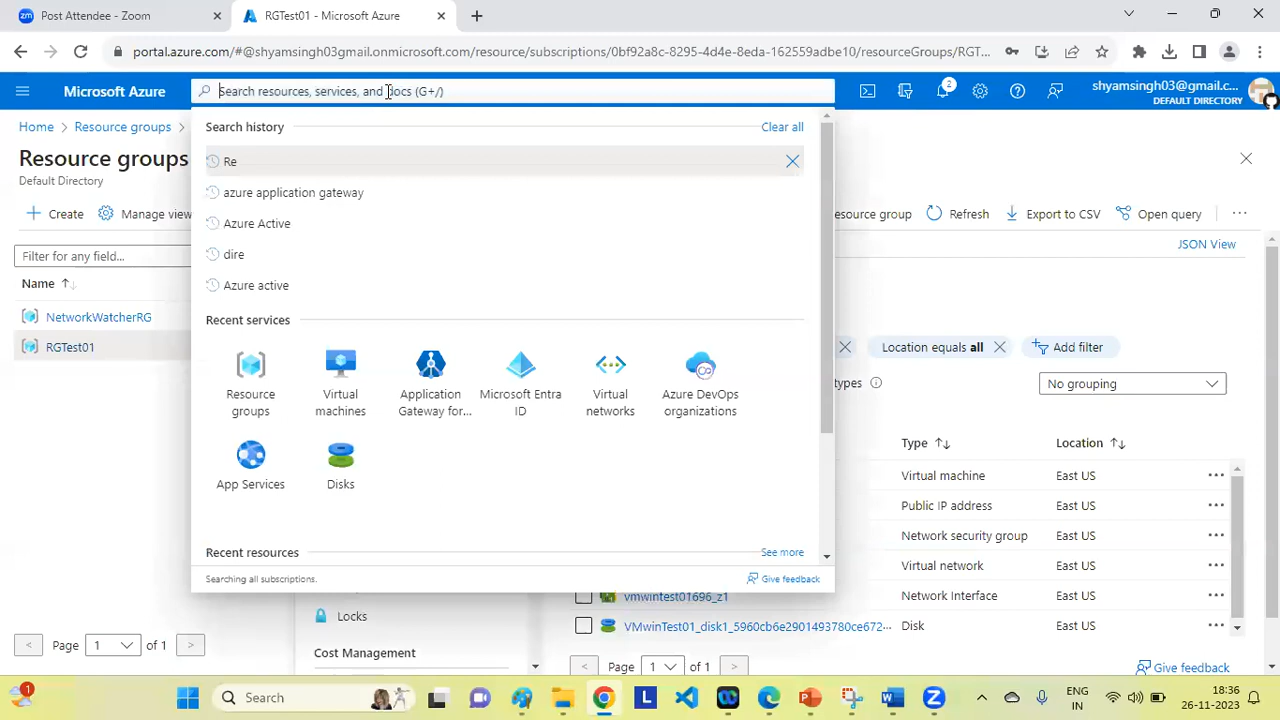 Post Attendee - Zoom
RGTest01 - Microsoft Azure
portal.azure.com/#@shyamsingh03gmail.onmicrosoft.com/resource/subscriptions/0bf92a8c-8295-4d4e-8eda-162559adbe10/resourceGroups/RGT...
Microsoft Azure
Search resources, services, and docs (G+/)
2
shyamsingh03@gmail.c...
DEFAULT DIRECTORY
Home
Resource groups
Resource groups
Default Directory
Create
Manage view
esource group
Refresh
Export to CSV
Open query
Filter for any field...
JSON View
Name
NetworkWatcherRG
RGTest01
Search history
Clear all
Re
azure application gateway
Azure Active
dire
Azure active
Recent services
Resource groups
Virtual machines
Application Gateway for...
Microsoft Entra ID
Virtual networks
Azure DevOps organizations
App Services
Disks
Recent resources
See more
Searching all subscriptions.
Give feedback
Location equals all
Add filter
types
No grouping
Type
Location
Virtual machine
East US
Public IP address
East US
Network security group
East US
Virtual network
East US
vmwintest01696_z1
Network Interface
East US
VMwinTest01_disk1_5960cb6e2901493780ec672...
Disk
East US
Locks
Cost Management
< Page 1 of 1 >
< Page 1 of 1 >
Give feedback
1
Search
L
ENG
IN
18:36
26-11-2023